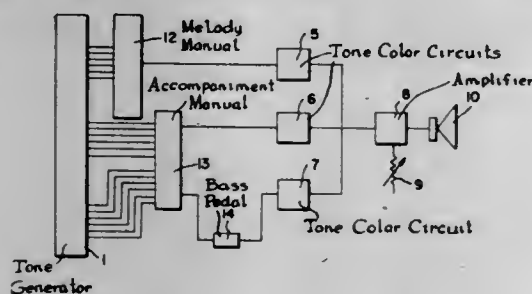 12
Melody
Manual
5
Tone Color Circuits
Amplifier
Accompaniment
Manual
6
8
10
13
7
9
Bass
Pedal
14
Tone Color Circuit
1
Tone
Generator